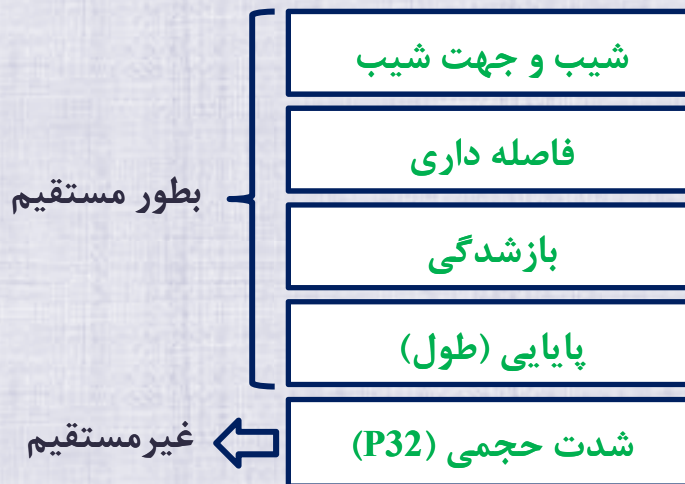 شیب و جهت شیب
فاصله داری
بطور مستقیم
بازشدگی
پایایی (طول)
شدت حجمی (P32)
غیرمستقیم